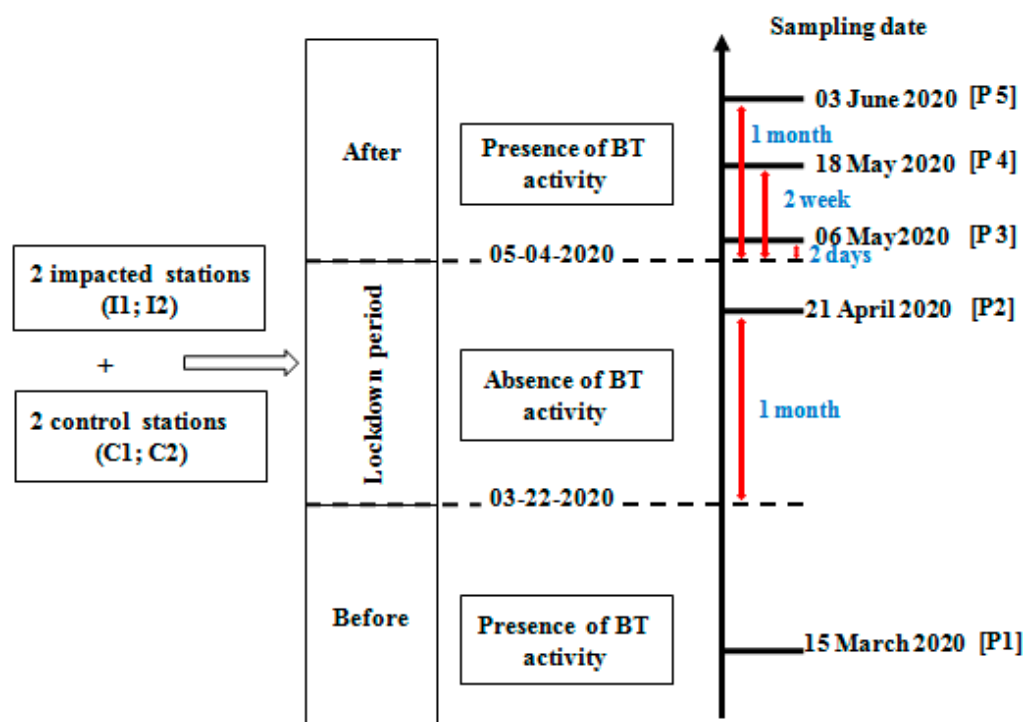 Sampling date
2 impacted stations
(I1; I2)
+
2 control stations
(C1; C2)
After
Lockdown period
Before
Presence of BT
activity
05-04-2020
Absence of BT
activity
03-22-2020
Presence of BT
activity
03 June 2020 [P 5]
1 month
18 May 2020 [P 4]
2 week
06 May2020 [P 3]
2 days
21 April 2020 [P2]
1 month
15 March 2020 [P1]